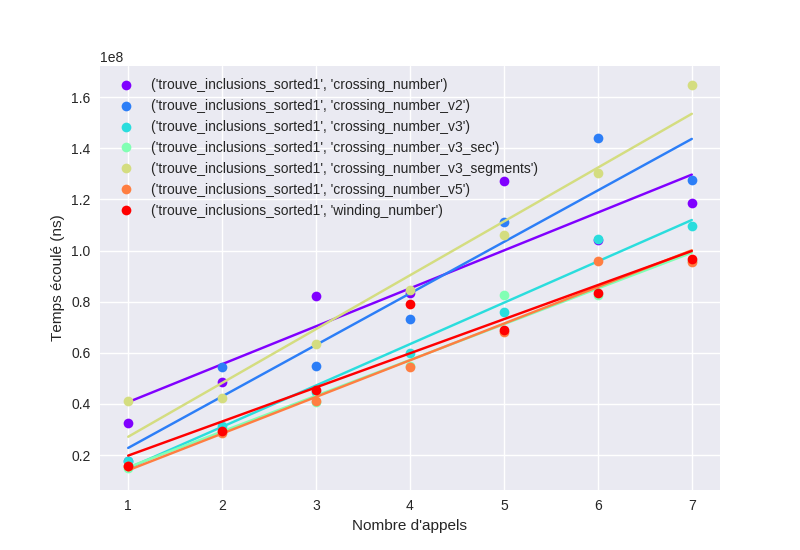 1e8
1.6
1.4
1.2
1.0
0.8
0.6
0.4
0.2
Temps écoulé (ns)
('trouve_inclusions_sorted1', 'crossing_number')
('trouve_inclusions_sorted1', 'crossing_number_v2')
('trouve_inclusions_sorted1', 'crossing_number_v3')
('trouve_inclusions_sorted1', 'crossing_number_v3_sec')
('trouve_inclusions_sorted1', 'crossing_number_v3_segments')
('trouve_inclusions_sorted1', 'crossing_number_v5')
('trouve_inclusions_sorted1', 'winding_number')
1 2 3 4 5 6 7
Nombre d'appels